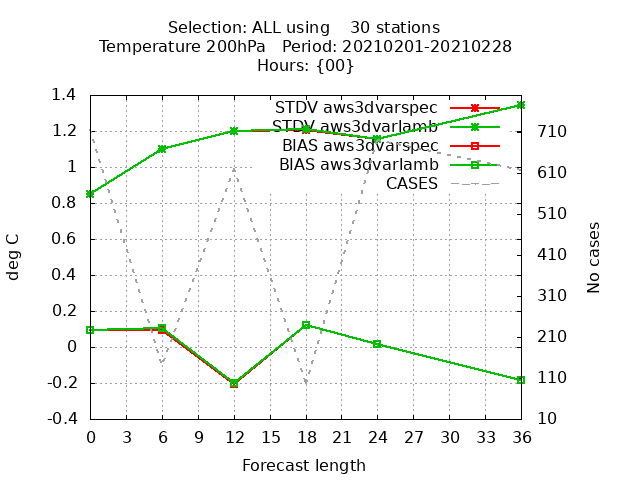 Selection: ALL using    30 stations
Temperature 200hPa   Period: 20210201-20210228
Hours: {00}
1.4
1.2
1
0.8
0.6
0.4
0.2
0
-0.2
-0.4
deg C
STDV aws3dvarspec
STDV aws3dvarlamb
BIAS aws3dvarspec
BIAS aws3dvarlamb
CASES
710
610
510
410
310
210
110
10
No cases
0 3 6 9 12 15 18 21 24 27 30 33 36
Forecast length